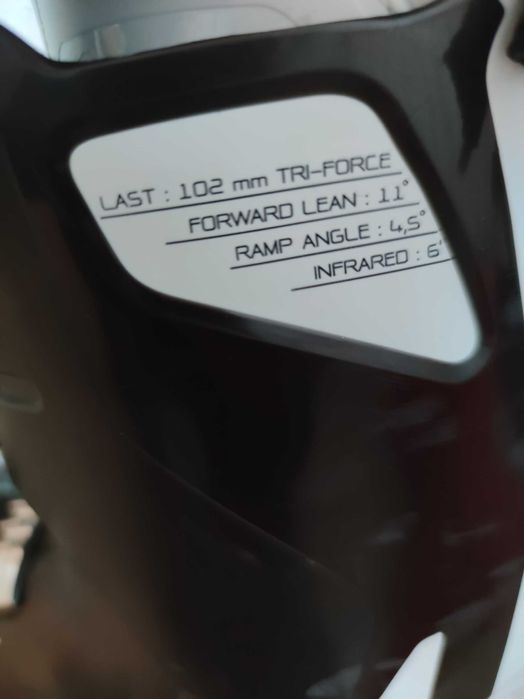 LAST : 102 mm TRI-FORCE
FORWARD LEAN : 11°
RAMP ANGLE : 4,5°
INFRARED : 6'